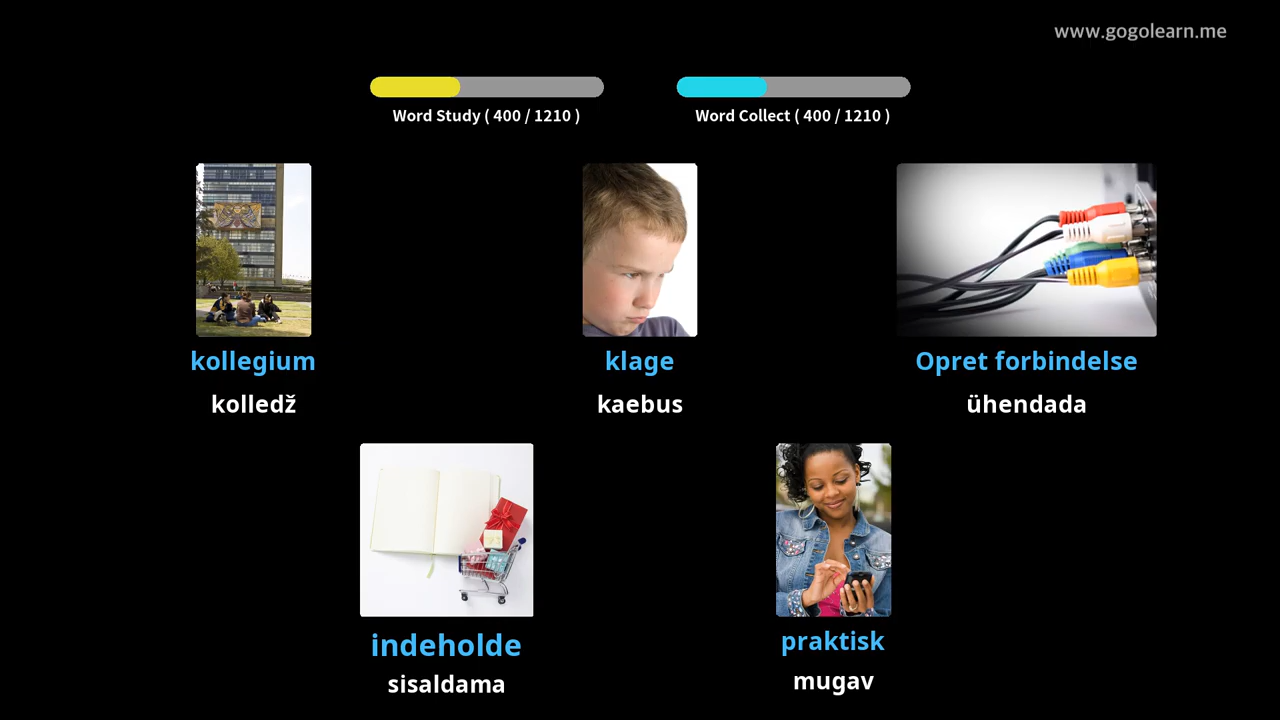 www.gogolearn.me
Word Study ( 400 / 1210 )
Word Collect ( 400 / 1210 )
kollegium
kolledž
klage
kaebus
Opret forbindelse
ühendada
indeholde
sisaldama
praktisk
mugav